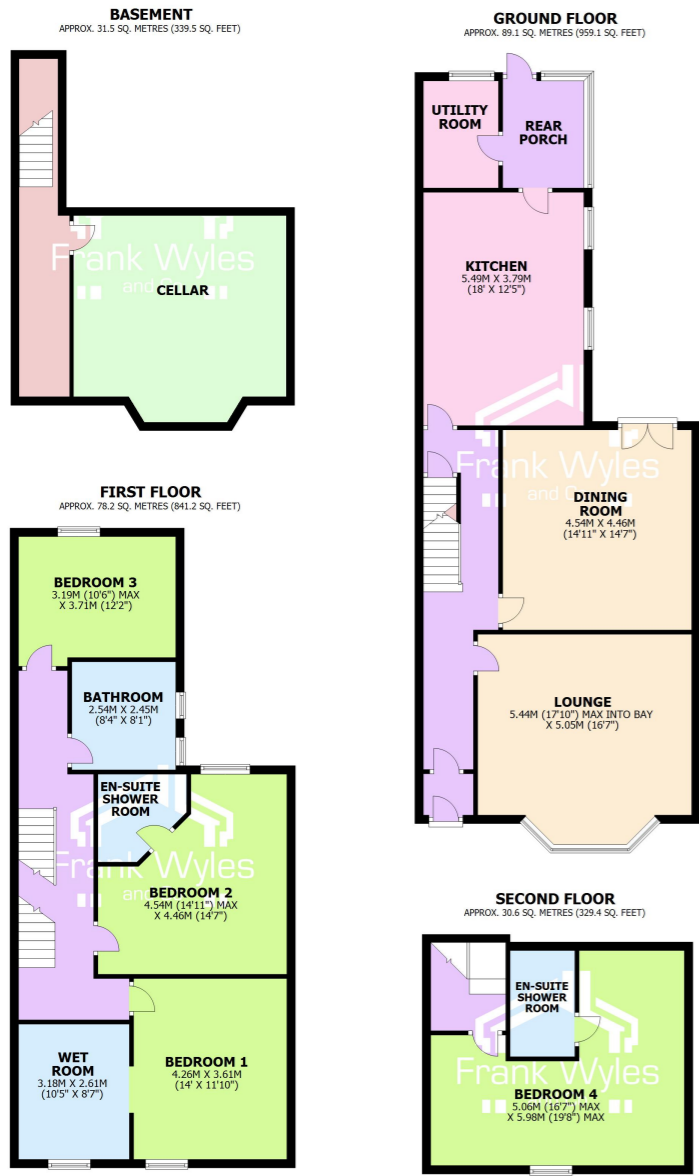 BASEMENT
APPROX. 31.5 SQ. METRES (339.5 SQ. FEET)
Frank Wyles
CELLAR
GROUND FLOOR
APPROX. 89.1 SQ. METRES (959.1 SQ. FEET)
UTILITY
ROOM
REAR
PORCH
KITCHEN
5.49M X 3.79M
(18' X 12'5")
Frank Wyles
DINING
ROOM
4.54M X 4.46M
(14'11" X 14'7")
LOUNGE
5.44M (17'10") MAX INTO BAY
X 5.05M (16'7")
FIRST FLOOR
APPROX. 78.2 SQ. METRES (841.2 SQ. FEET)
BEDROOM 3
3.19M (10'6") MAX
X 3.71M (12'2")
BATHROOM
2.54M X 2.45M
(8'4" X 8'1")
EN-SUITE
SHOWER
ROOM
Frank Wyles
BEDROOM 2
4.54M (14'11") MAX
X 4.46M (14'7")
WET
ROOM
3.18M X 2.61M
(10'5" X 8'7")
BEDROOM 1
4.26M X 3.61M
(14' X 11'10")
SECOND FLOOR
APPROX. 30.6 SQ. METRES (329.4 SQ. FEET)
EN-SUITE
SHOWER
ROOM
Frank Wyles
BEDROOM 4
5.06M (16'7") MAX
X 5.98M (19'8") MAX